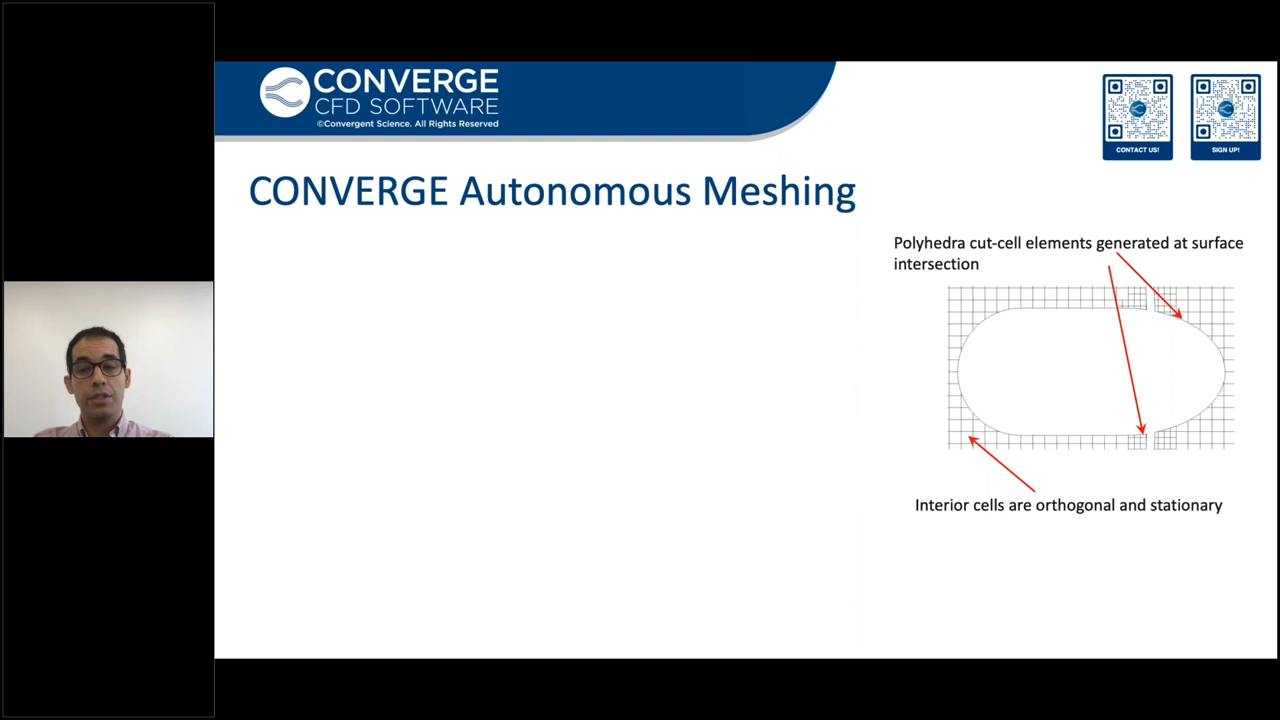 CONVERGE
CFD SOFTWARE
©Convergent Science. All Rights Reserved
CONTACT US!
SIGN UP!
CONVERGE Autonomous Meshing
Polyhedra cut-cell elements generated at surface
intersection
Interior cells are orthogonal and stationary